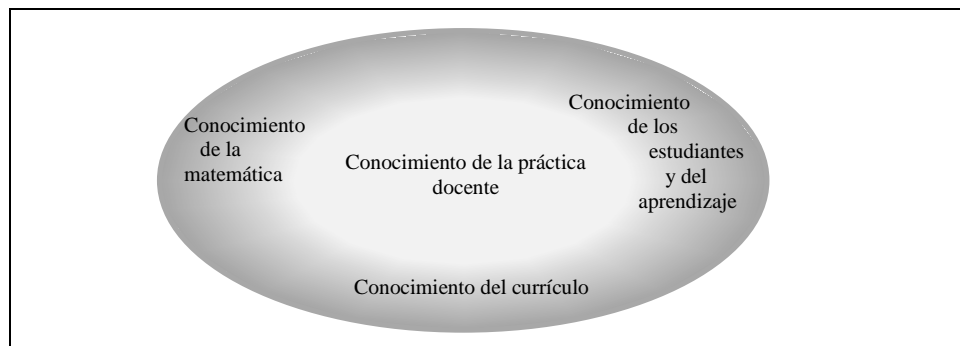 Conocimiento
de la
matemática
Conocimiento de la práctica
docente
Conocimiento
de los
estudiantes
y del
aprendizaje
Conocimiento del currículo